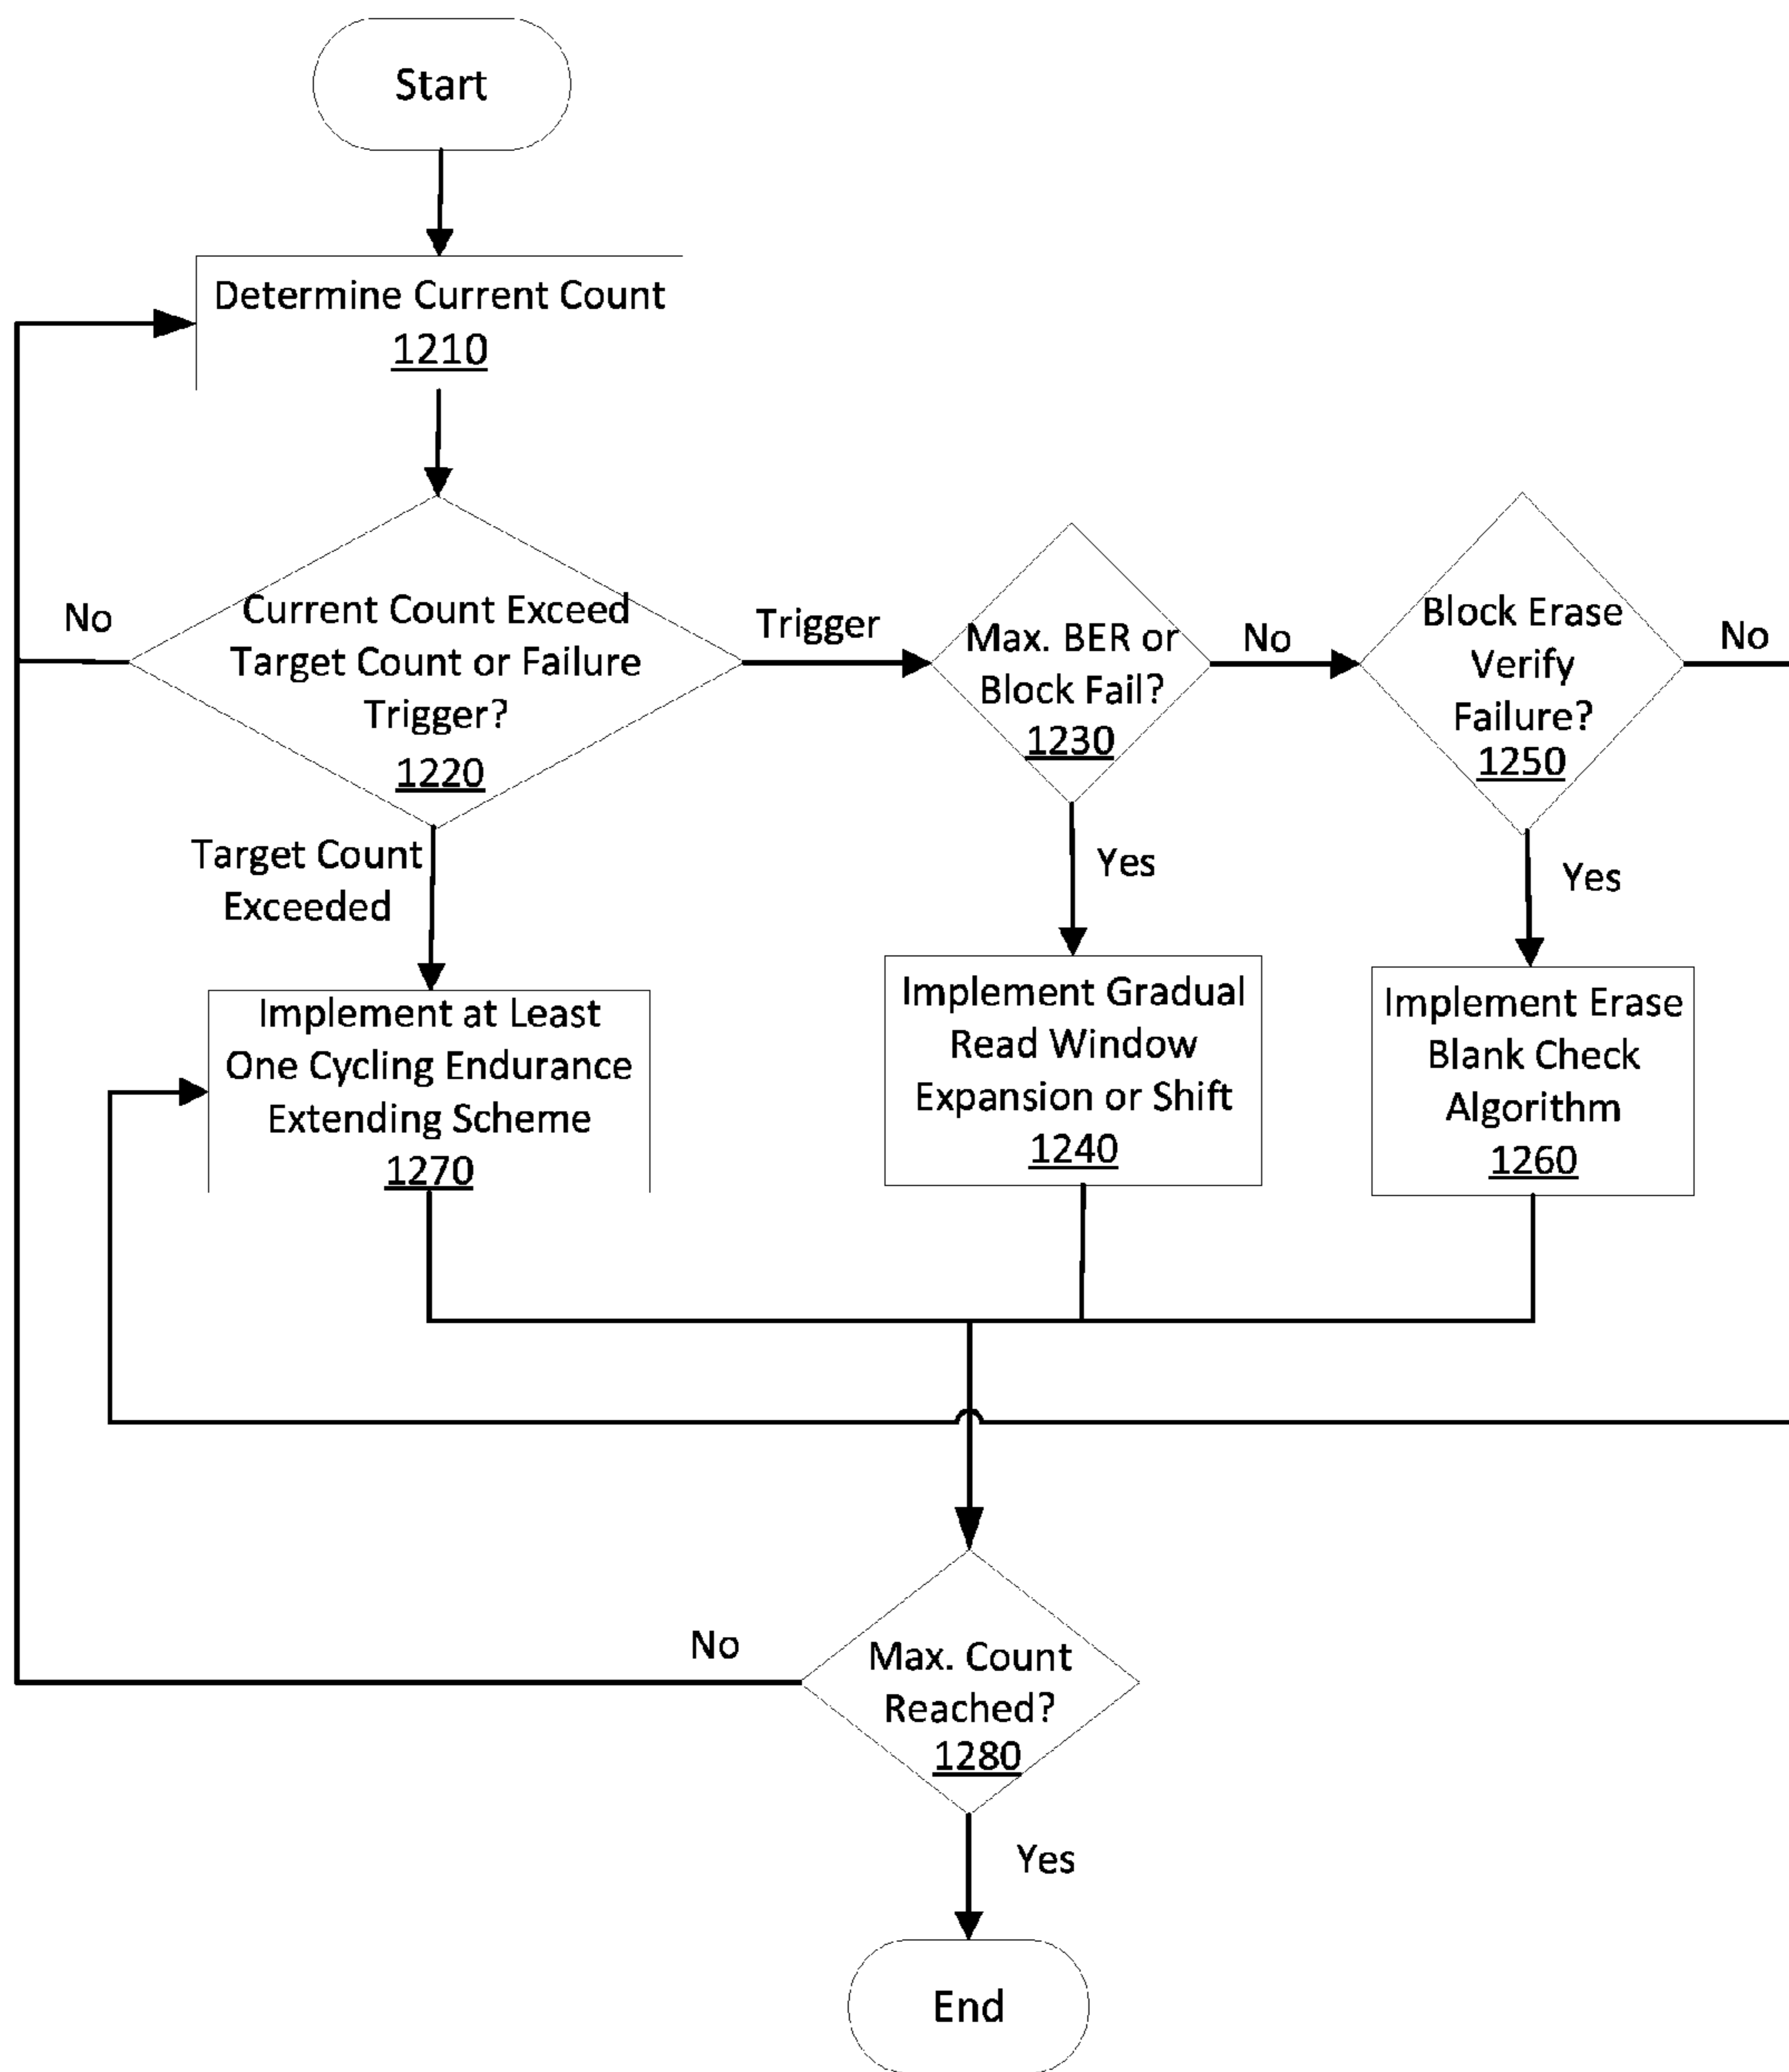 Start
Determine Current Count
1210
No
Current Count Exceed
Target Count or Failure
Trigger?
1220
Trigger
Max. BER or
Block Fail?
1230
No
Block Erase
Verify
Failure?
1250
No
Target Count
Exceeded
Yes
Yes
Implement at Least
One Cycling Endurance
Extending Scheme
1270
Implement Gradual
Read Window
Expansion or Shift
1240
Implement Erase
Blank Check
Algorithm
1260
No
Max. Count
Reached?
1280
Yes
End